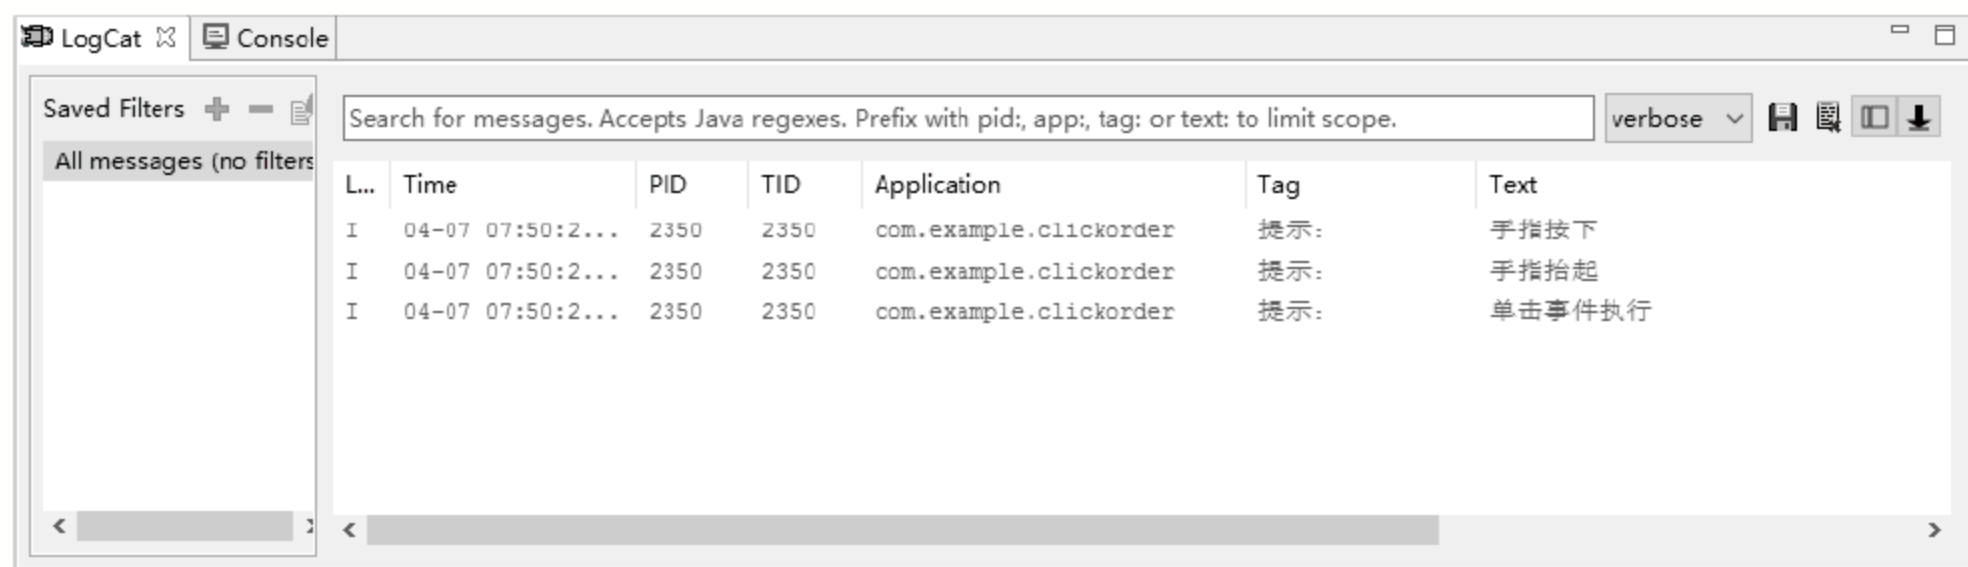 LogCat Console
Saved Filters
All messages (no filters
Search for messages. Accepts Java regexes. Prefix with pid:, app:, tag: or text: to limit scope. verbose
L... Time PID TID Application Tag Text
I 04-07 07:50:2... 2350 2350 com.example.clickorder 提示： 手指按下
I 04-07 07:50:2... 2350 2350 com.example.clickorder 提示： 手指抬起
I 04-07 07:50:2... 2350 2350 com.example.clickorder 提示： 单击事件执行